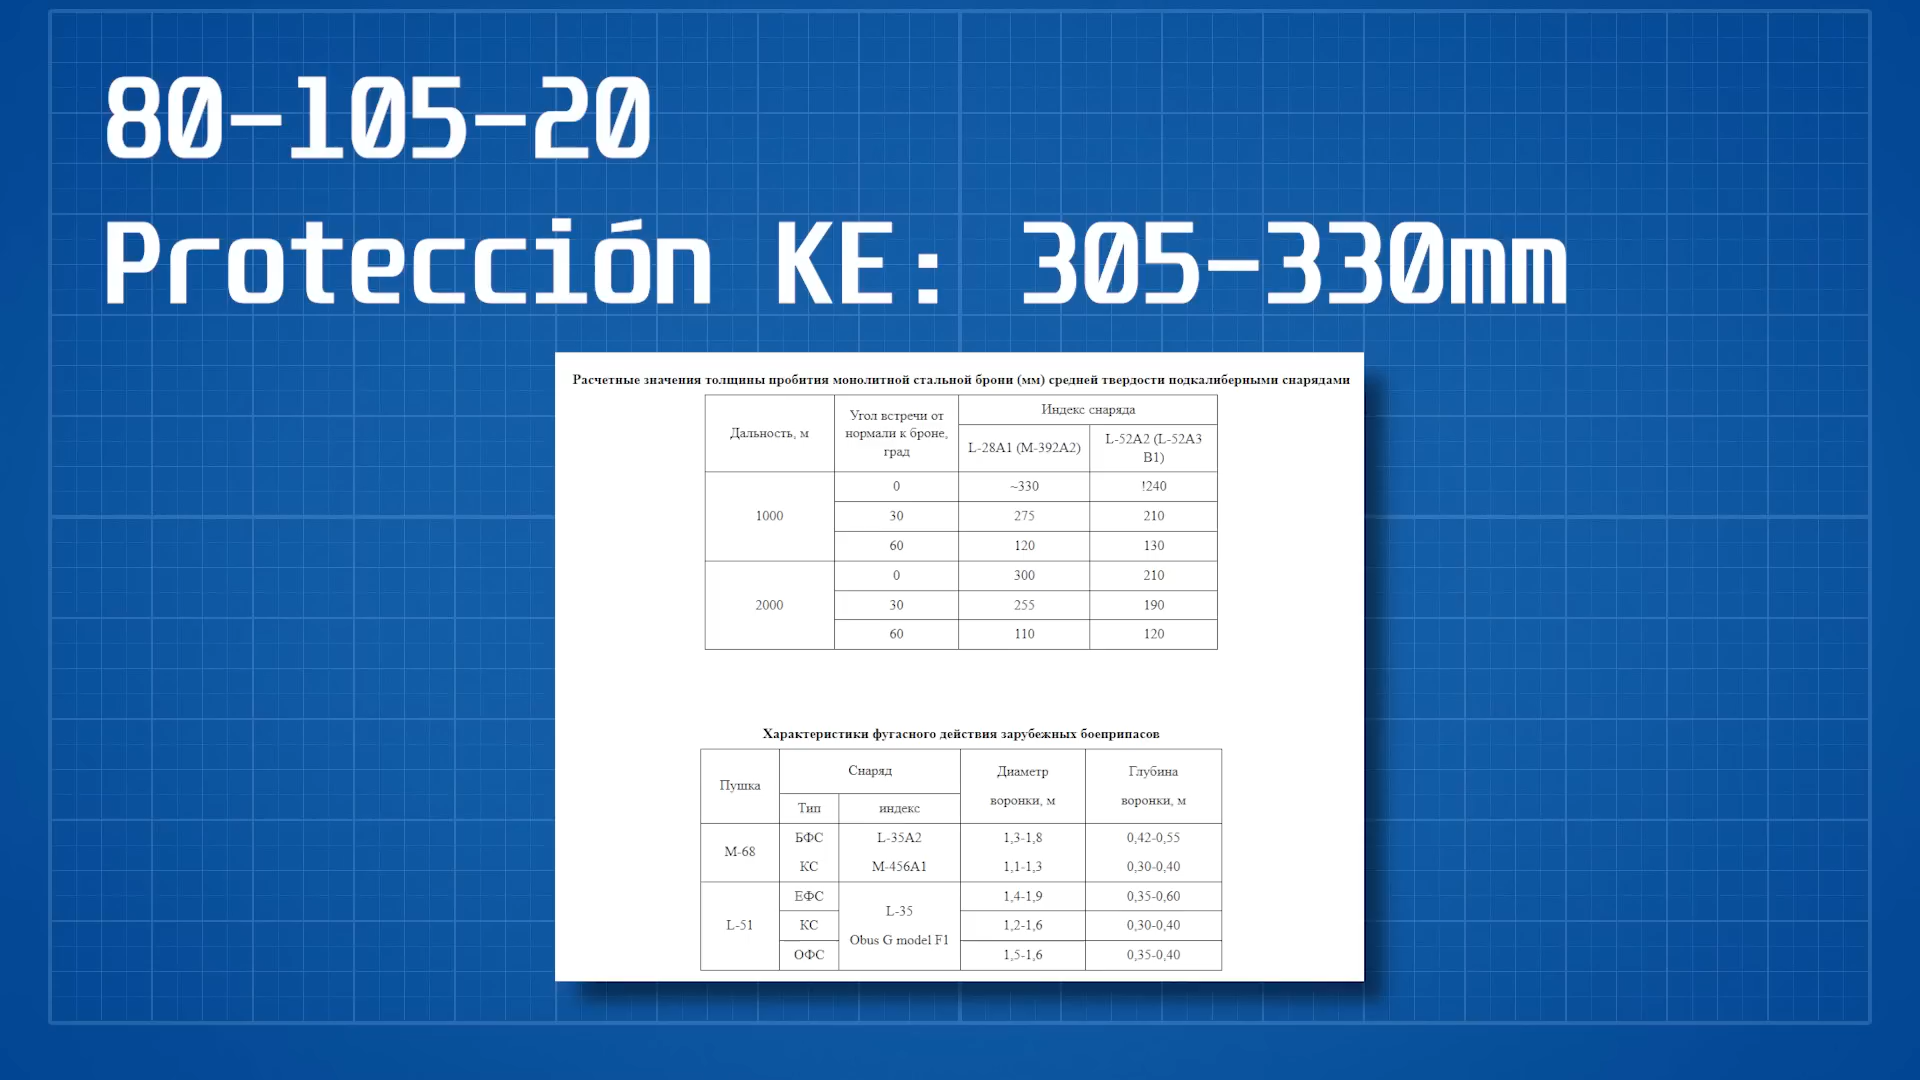 80-105-20
Protección KE: 305-330mm
Расчетные значения толщины пробития монолитной стальной брони (мм) средней твердости подкалиберными снарядами
Дальность, м
Угол встречи от
нормали к броне,
град
Индекс снаряда
L-28A1 (M-392A2)
L-52A2 (L-52A3
B1)
1000
0 ~330 !240
30 275 210
60 120 130
2000
0 300 210
30 255 190
60 110 120
Характеристики фугасного действия зарубежных боеприпасов
Пушка
Снаряд
Тип индекс
Диаметр
воронки, м
Глубина
воронки, м
М-68
БФС L-35A2 1,3-1,8 0,42-0,55
КС M-456A1 1,1-1,3 0,30-0,40
L-51
ЕФС 1,4-1,9 0,35-0,60
L-35
КС 1,2-1,6 0,30-0,40
Obus G model F1
ОФС 1,5-1,6 0,35-0,40